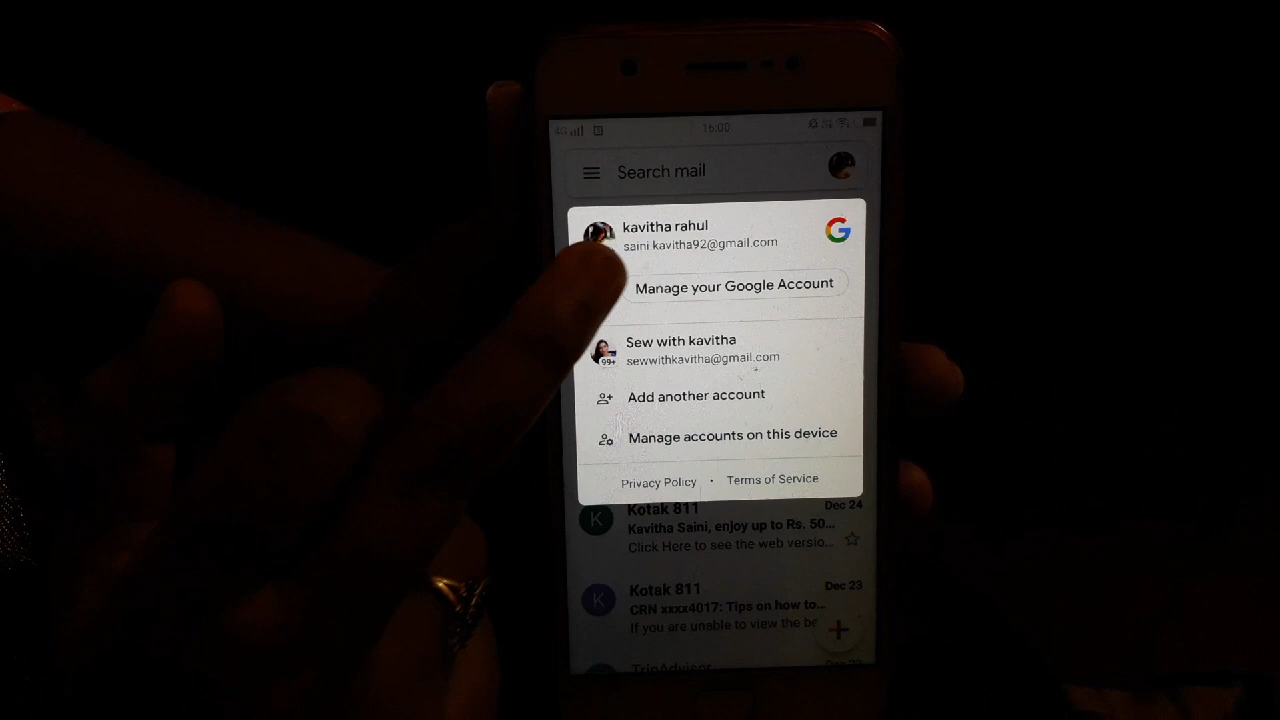 4G 16:00
Search mail
kavitha rahul
saini.kavitha92@gmail.com
G
Manage your Google Account
Sew with kavitha
99+
sewwithkavitha@gmail.com
Add another account
Manage accounts on this device
Privacy Policy · Terms of Service
Kotak 811 Dec 24
K
Kavitha Saini, enjoy up to Rs. 50...
Click Here to see the web versio...
Kotak 811 Dec 23
K
CRN xxxx4017: Tips on how to...
If you are unable to view the be
TripAdvisor